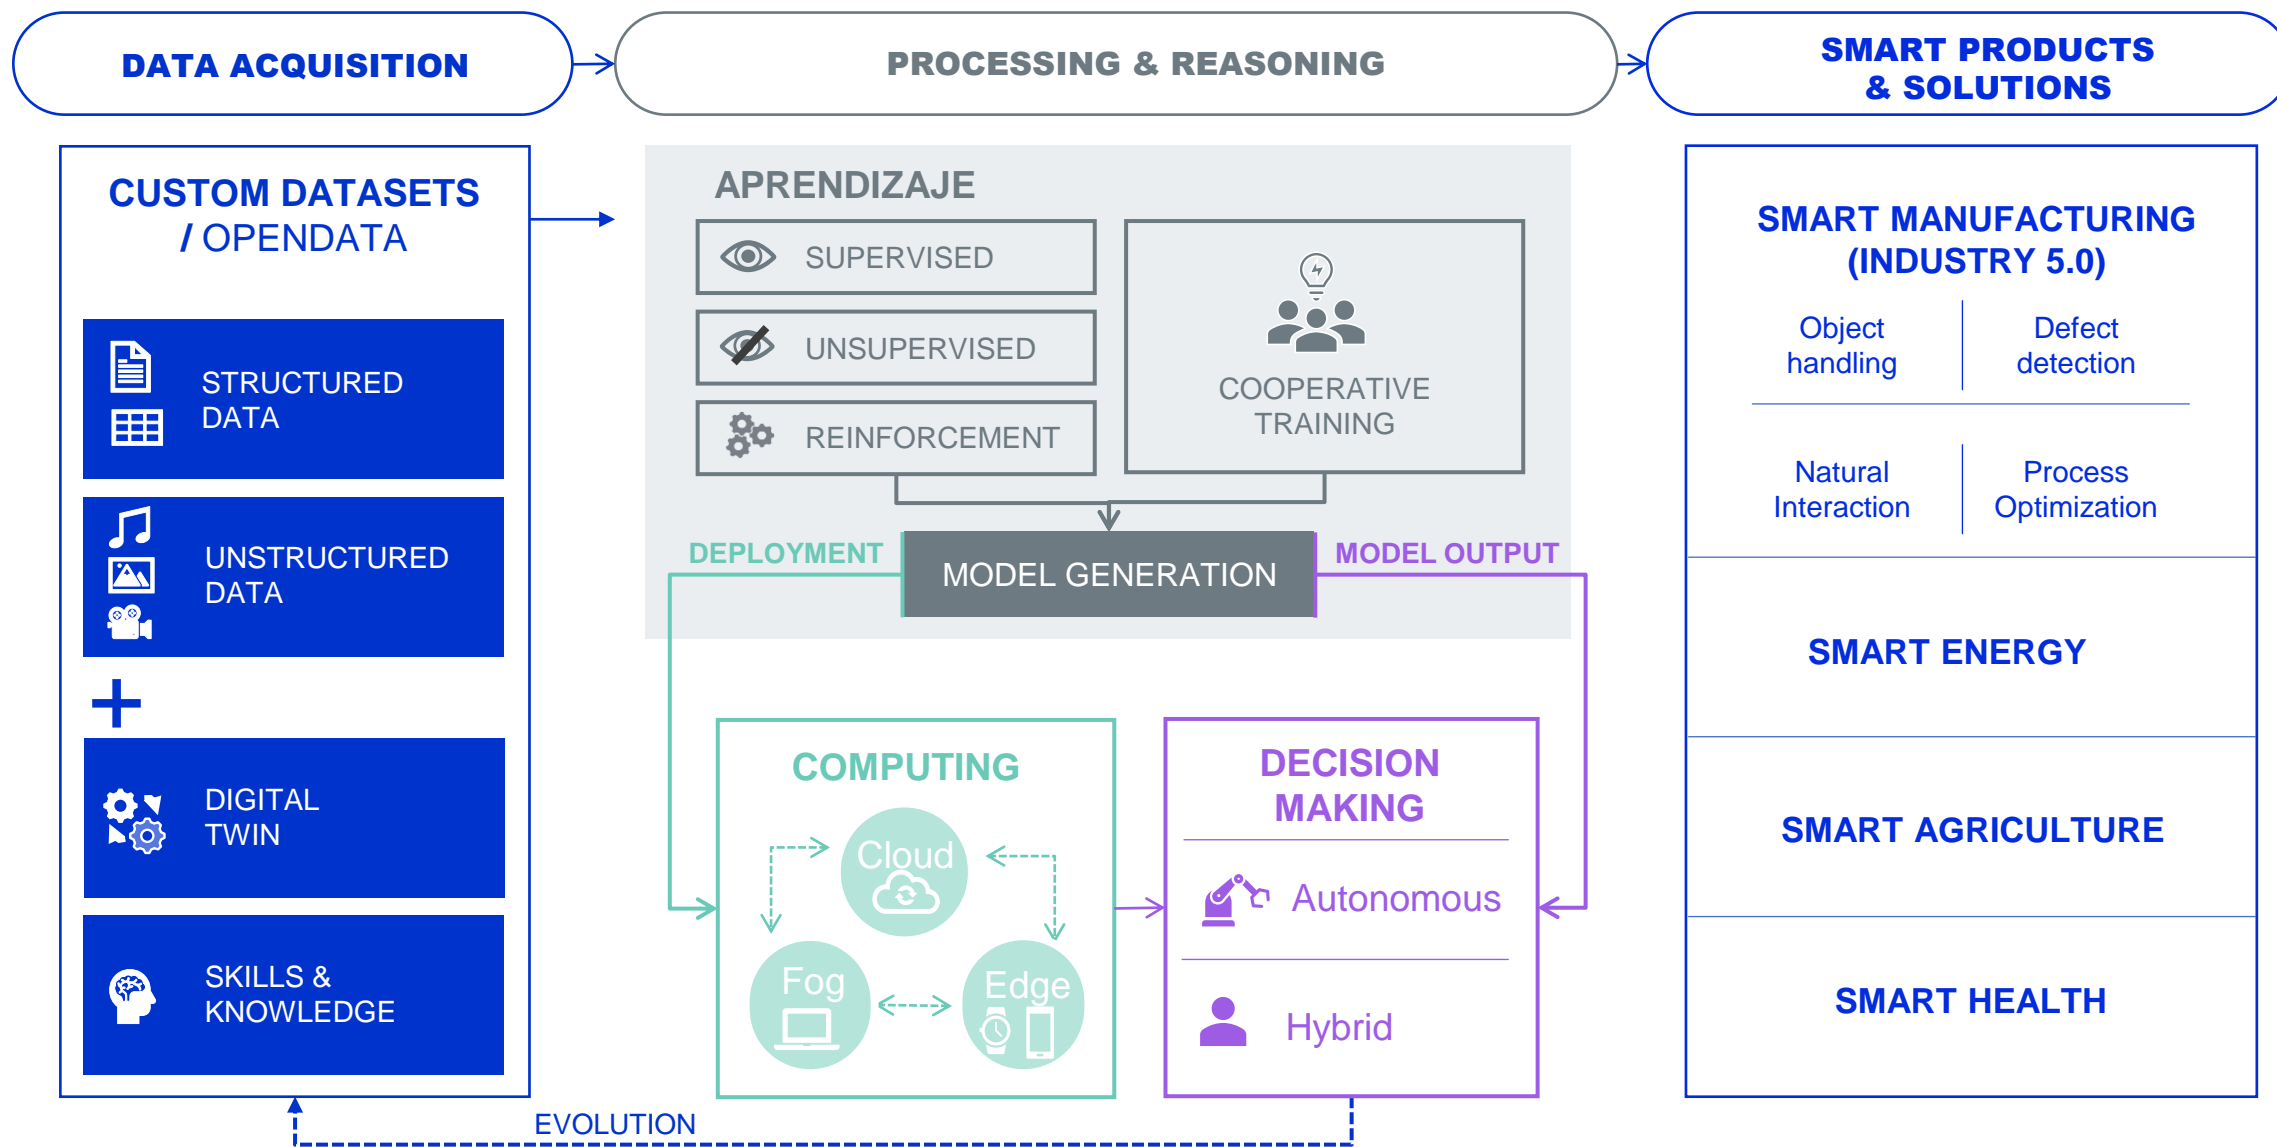 DATA ACQUISITION
PROCESSING & REASONING
SMART PRODUCTS
& SOLUTIONS
CUSTOM DATASETS
/ OPENDATA
STRUCTURED
DATA
UNSTRUCTURED
DATA
DIGITAL
TWIN
SKILLS &
KNOWLEDGE
APRENDIZAJE
SUPERVISED
UNSUPERVISED
REINFORCEMENT
COOPERATIVE
TRAINING
DEPLOYMENT
MODEL GENERATION
MODEL OUTPUT
COMPUTING
Cloud
Fog
Edge
DECISION
MAKING
Autonomous
Hybrid
EVOLUTION
SMART MANUFACTURING
(INDUSTRY 5.0)
Object
handling
Defect
detection
Natural
Interaction
Process
Optimization
SMART ENERGY
SMART AGRICULTURE
SMART HEALTH